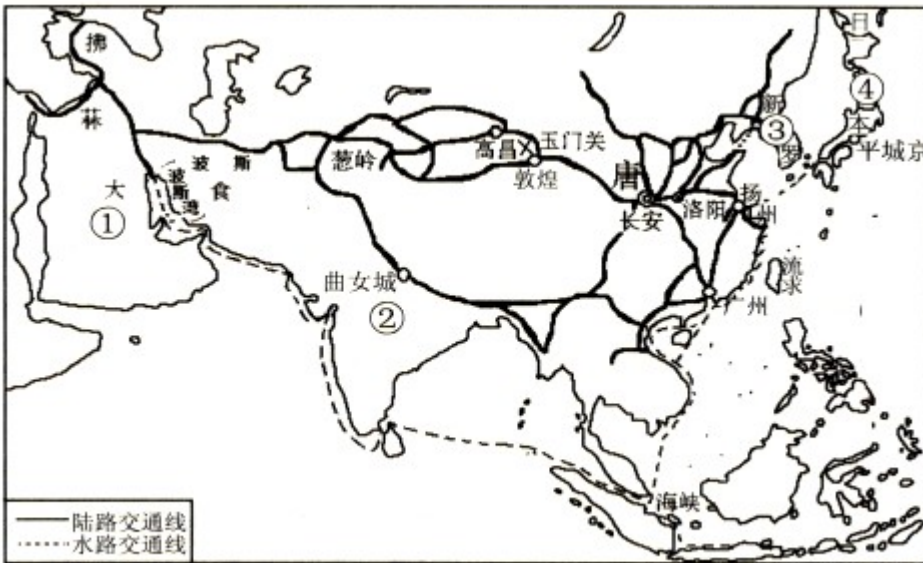 拂菻
日本
④
新罗
③
平城京
玉门关
高昌
敦煌
葱岭
波斯
波斯湾
大食
①
唐
长安
洛阳
扬州
流求
广州
曲女城
②
海峡
陆路交通线
水路交通线